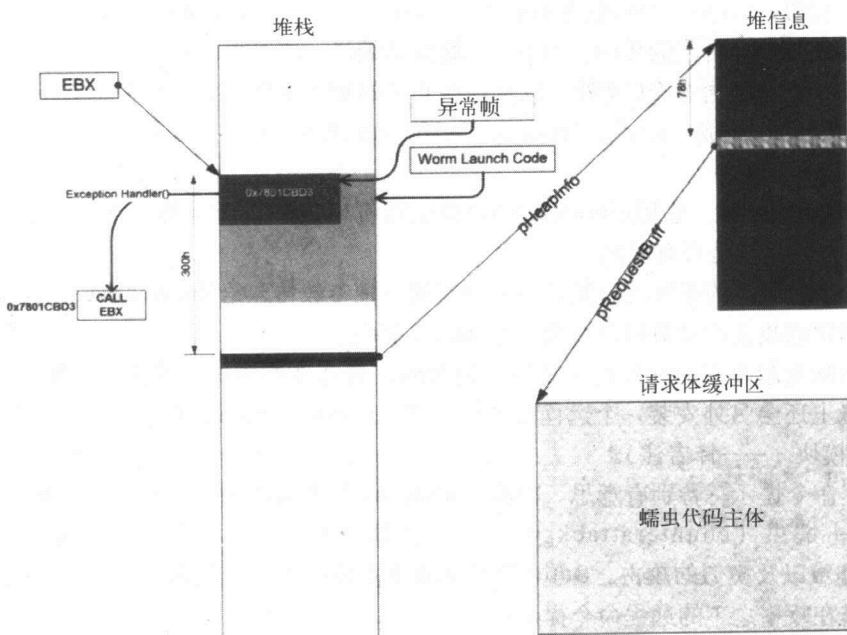 堆栈
堆信息
EBX
78h
异常帧
Worm Launch Code
0x7801CBD3
Exception Handler()
pHeapInfo
300h
pRequestBuff
0x7801CBD3
CALL
EBX
请求体缓冲区
蠕虫代码主体